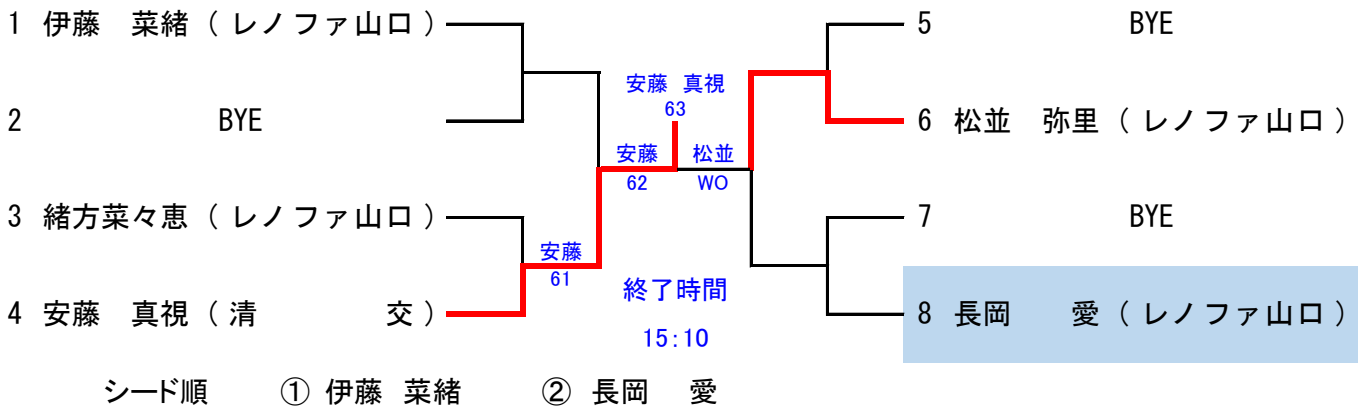 1 伊藤 菜緒 ( レノファ山口 )
2 BYE
3 緒方菜々恵 ( レノファ山口 )
4 安藤 真視 ( 清 交 )
安藤
61
安藤
62
安藤 真視
63
松並
WO
終了時間
15:10
5 BYE
6 松並 弥里 ( レノファ山口 )
7 BYE
8 長岡 愛 ( レノファ山口 )
シード順 ① 伊藤 菜緒 ② 長岡 愛